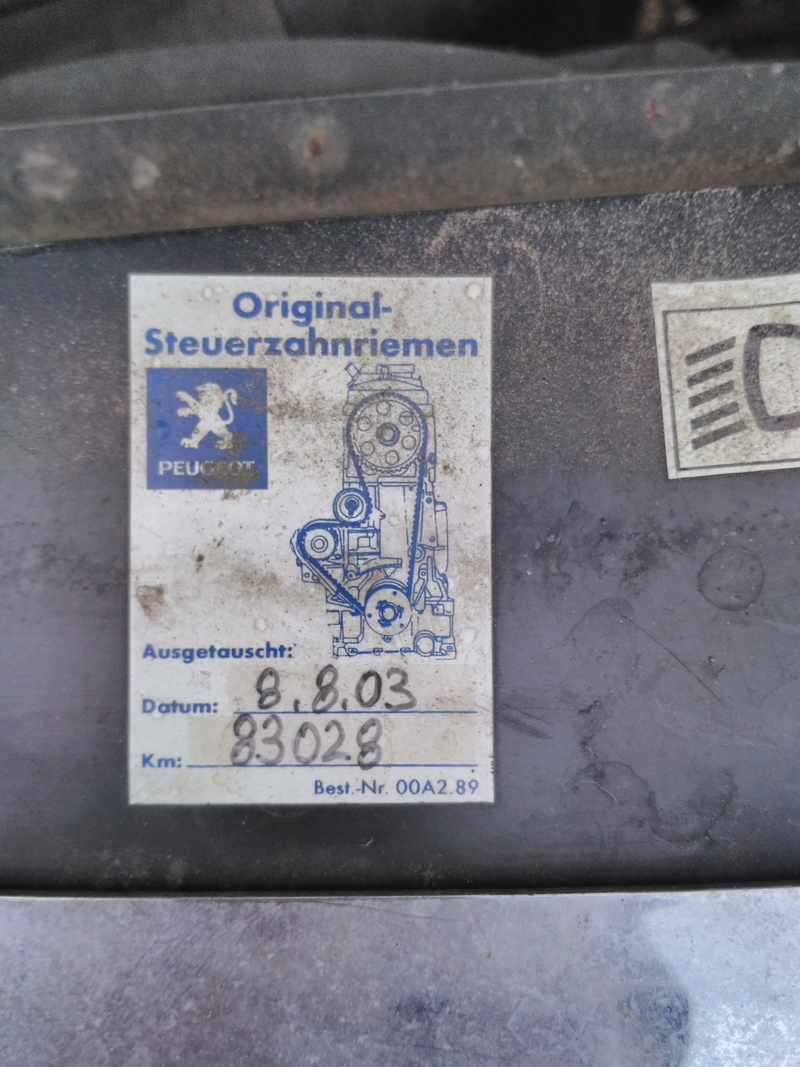 Original-
Steuerzahnriemen
PEUGEOT
Ausgetauscht:
Datum: 8.8.03
Km: 83028
Best.-Nr. 00A2.89